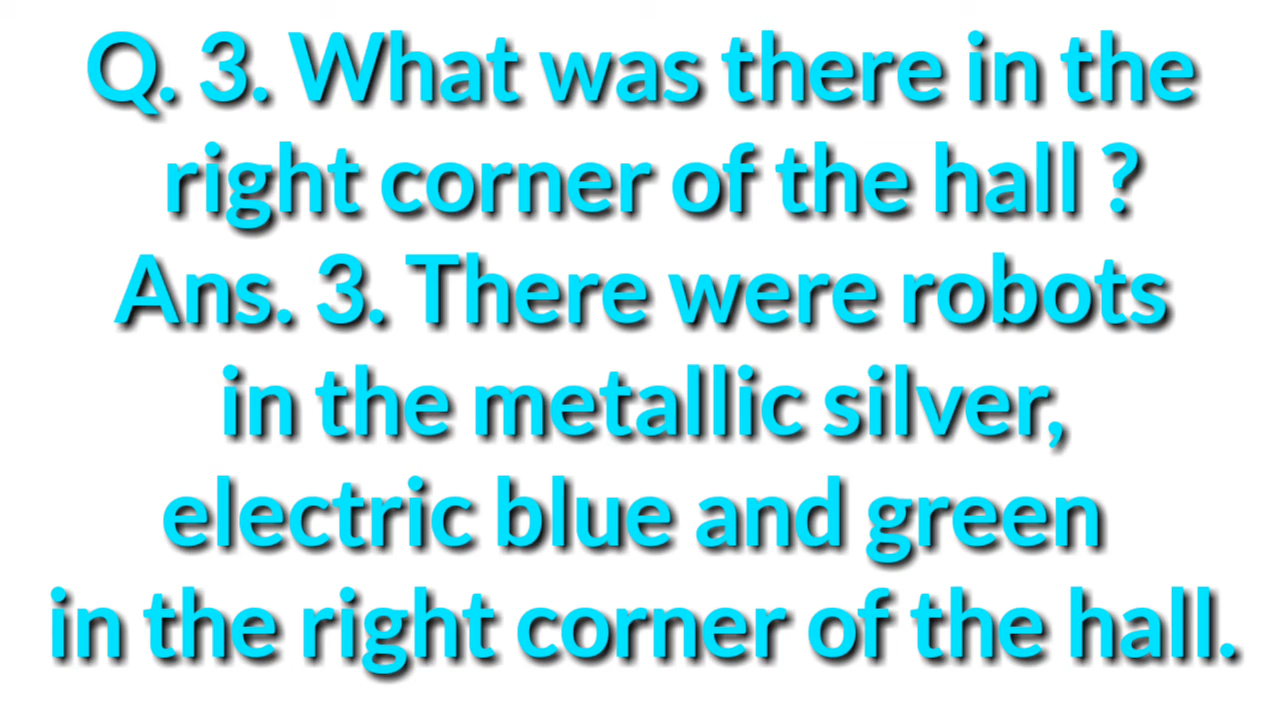 Q. 3. What was there in the
right corner of the hall ?
Ans. 3. There were robots
in the metallic silver,
electric blue and green
in the right corner of the hall.